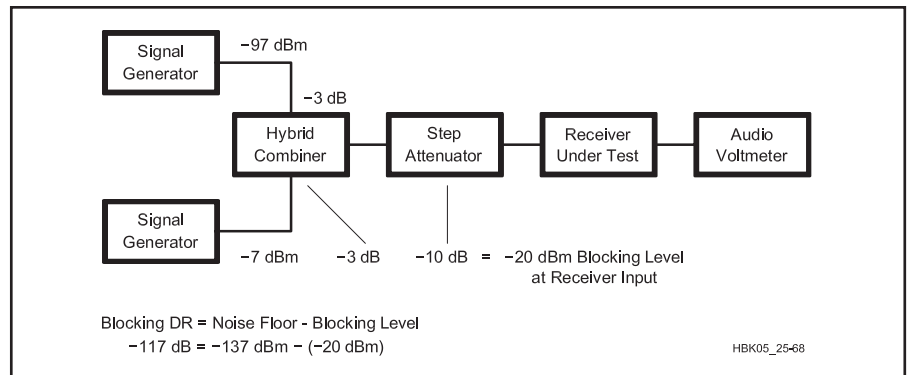 Signal
Generator
−97 dBm
−3 dB
Hybrid
Combiner
Step
Attenuator
Receiver
Under Test
Audio
Voltmeter
Signal
Generator
−7 dBm
−3 dB
−10 dB = −20 dBm Blocking Level
at Receiver Input
Blocking DR = Noise Floor - Blocking Level
−117 dB = −137 dBm − (−20 dBm)
HBK05_25-68